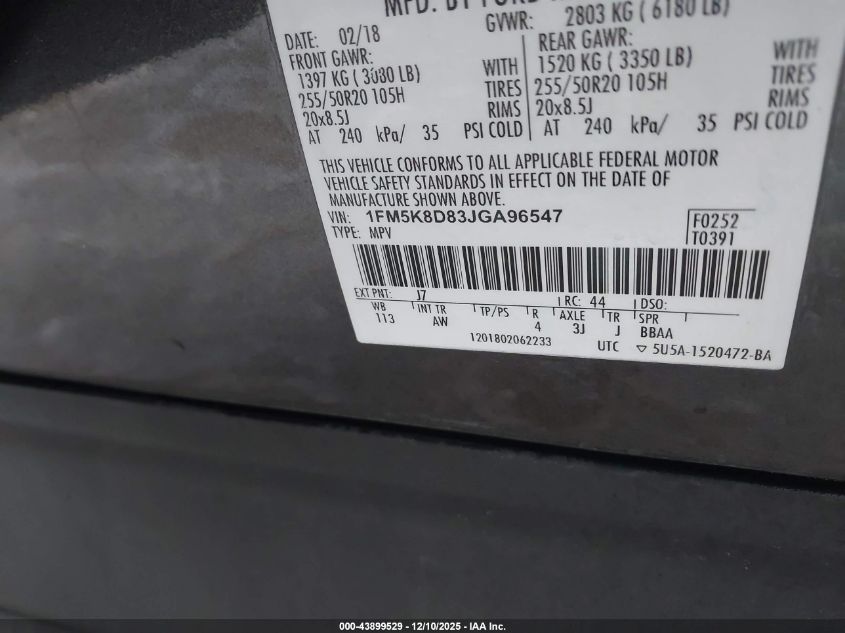 MFD. BY FORD
GVWR: 2803 KG ( 6180 LB)
DATE: 02/18
FRONT GAWR:
1397 KG ( 3080 LB) WITH
255/50R20 105H TIRES
20x8.5J RIMS
AT 240 kPa/ 35 PSI COLD
REAR GAWR:
1520 KG ( 3350 LB) WITH
255/50R20 105H TIRES
20x8.5J RIMS
AT 240 kPa/ 35 PSI COLD
THIS VEHICLE CONFORMS TO ALL APPLICABLE FEDERAL MOTOR
VEHICLE SAFETY STANDARDS IN EFFECT ON THE DATE OF
MANUFACTURE SHOWN ABOVE.
VIN: 1FM5K8D83JGA96547
TYPE: MPV
F0252
T0391
EXT PNT: J7 RC: 44 DSO:
WB INT TR TP/PS R AXLE TR SPR
113 AW 4 3J J BBAA
1201802062233 UTC 5U5A-1520472-BA
000-43899529 - 12/10/2025 - IAA Inc.